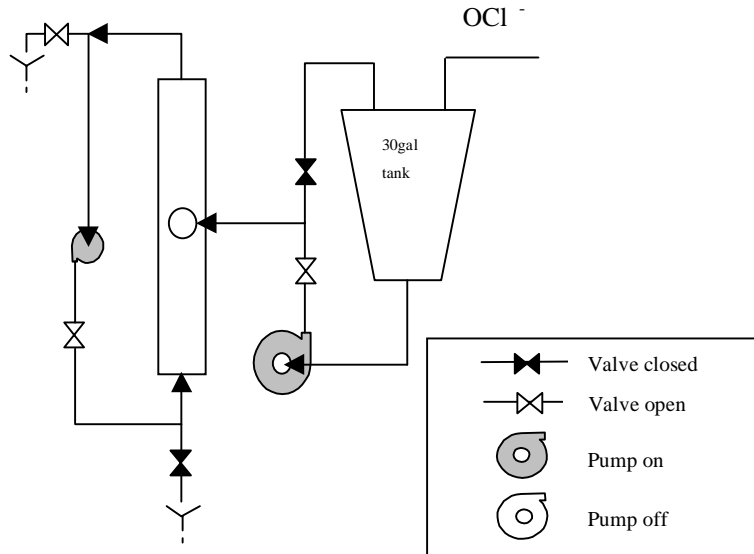 OCl -
30gal
tank
Valve closed
Valve open
Pump on
Pump off